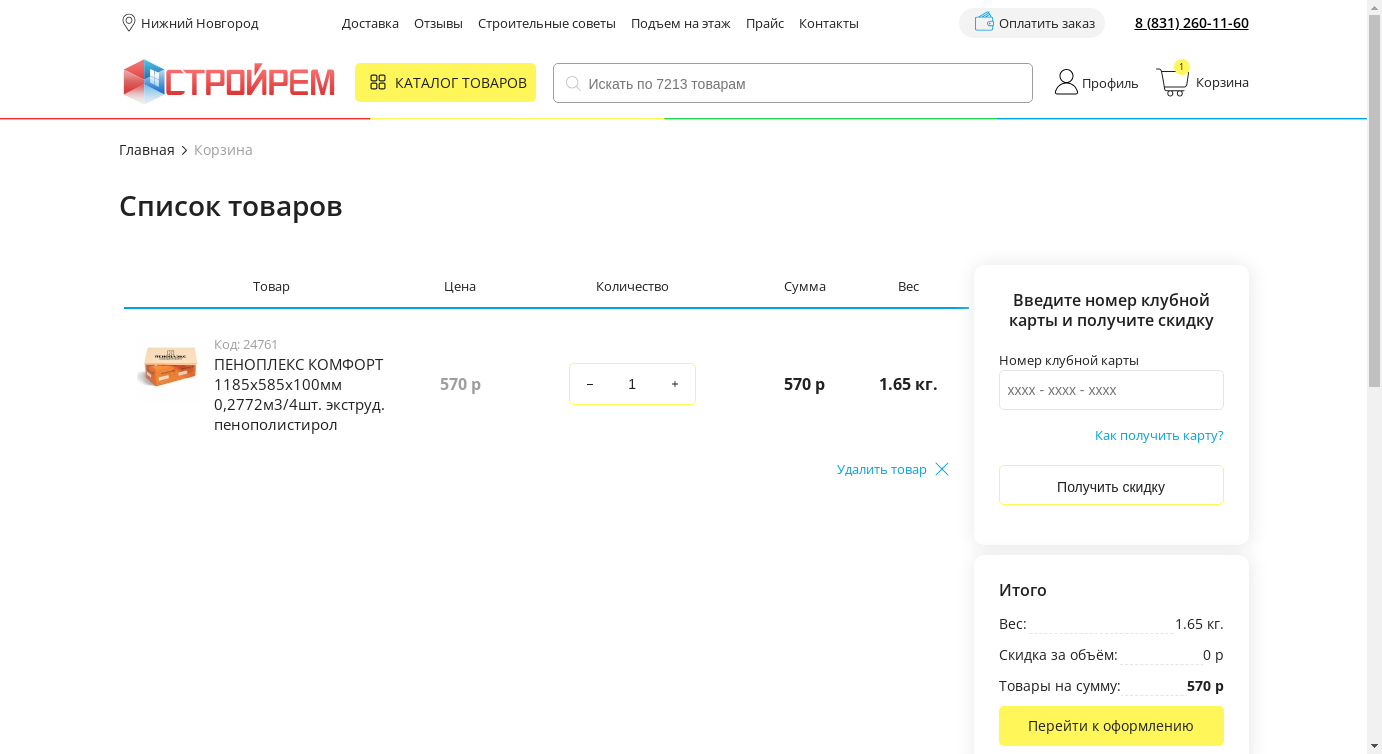 Нижний Новгород
Доставка Отзывы Строительные советы Подъем на этаж Прайс Контакты
Оплатить заказ
8 (831) 260-11-60
СТРОЙРЕМ
КАТАЛОГ ТОВАРОВ
Искать по 7213 товарам
Профиль
1
Корзина
Главная Корзина
Список товаров
Товар Цена Количество Сумма Вес
Код: 24761
ПЕНОПЛЕКС КОМФОРТ
1185х585х100мм
0,2772м3/4шт. экструд.
пенополистирол
570 р
− 1 +
570 р
1.65 кг.
Удалить товар
Введите номер клубной
карты и получите скидку
Номер клубной карты
xxxx - xxxx - xxxx
Как получить карту?
Получить скидку
Итого
Вес: 1.65 кг.
Скидка за объём: 0 р
Товары на сумму: 570 р
Перейти к оформлению